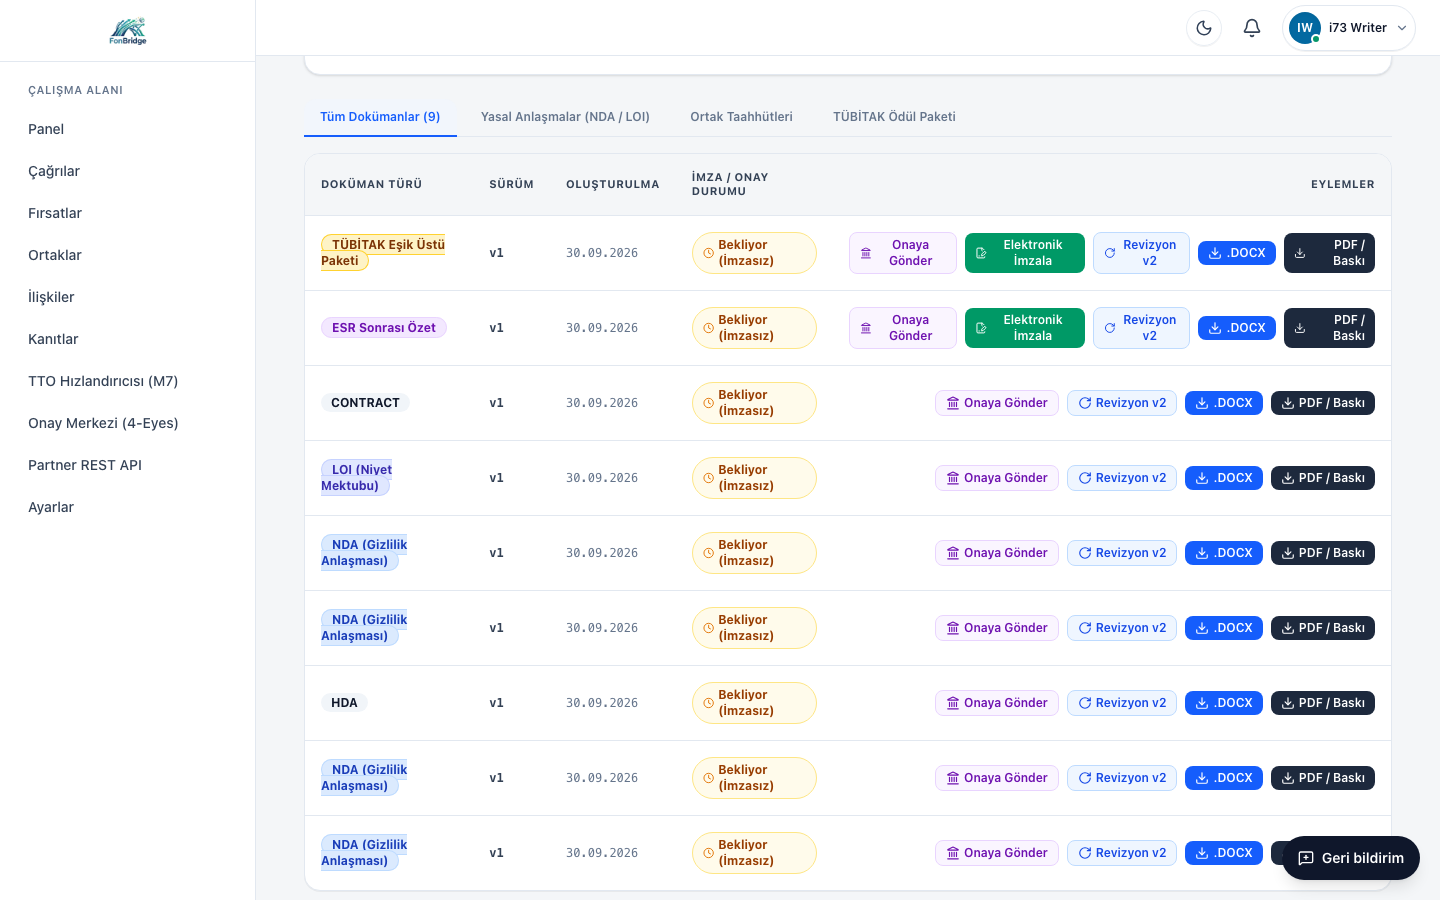 FonBridge
IW
i73 Writer
ÇALIŞMA ALANI
Panel
Çağrılar
Fırsatlar
Ortaklar
İlişkiler
Kanıtlar
TTO Hızlandırıcısı (M7)
Onay Merkezi (4-Eyes)
Partner REST API
Ayarlar
Tüm Dokümanlar (9)
Yasal Anlaşmalar (NDA / LOI)
Ortak Taahhütleri
TÜBİTAK Ödül Paketi
DOKÜMAN TÜRÜ
SÜRÜM
OLUŞTURULMA
İMZA / ONAY
DURUMU
EYLEMLER
TÜBİTAK Eşik Üstü
Paketi
v1
30.09.2026
Bekliyor
(İmzasız)
Onaya
Gönder
Elektronik
İmzala
Revizyon
v2
.DOCX
PDF /
Baskı
ESR Sonrası Özet
v1
30.09.2026
Bekliyor
(İmzasız)
Onaya
Gönder
Elektronik
İmzala
Revizyon
v2
.DOCX
PDF /
Baskı
CONTRACT
v1
30.09.2026
Bekliyor
(İmzasız)
Onaya Gönder
Revizyon v2
.DOCX
PDF / Baskı
LOI (Niyet
Mektubu)
v1
30.09.2026
Bekliyor
(İmzasız)
Onaya Gönder
Revizyon v2
.DOCX
PDF / Baskı
NDA (Gizlilik
Anlaşması)
v1
30.09.2026
Bekliyor
(İmzasız)
Onaya Gönder
Revizyon v2
.DOCX
PDF / Baskı
NDA (Gizlilik
Anlaşması)
v1
30.09.2026
Bekliyor
(İmzasız)
Onaya Gönder
Revizyon v2
.DOCX
PDF / Baskı
HDA
v1
30.09.2026
Bekliyor
(İmzasız)
Onaya Gönder
Revizyon v2
.DOCX
PDF / Baskı
NDA (Gizlilik
Anlaşması)
v1
30.09.2026
Bekliyor
(İmzasız)
Onaya Gönder
Revizyon v2
.DOCX
PDF / Baskı
NDA (Gizlilik
Anlaşması)
v1
30.09.2026
Bekliyor
(İmzasız)
Onaya Gönder
Revizyon v2
.DOCX
Geri bildirim